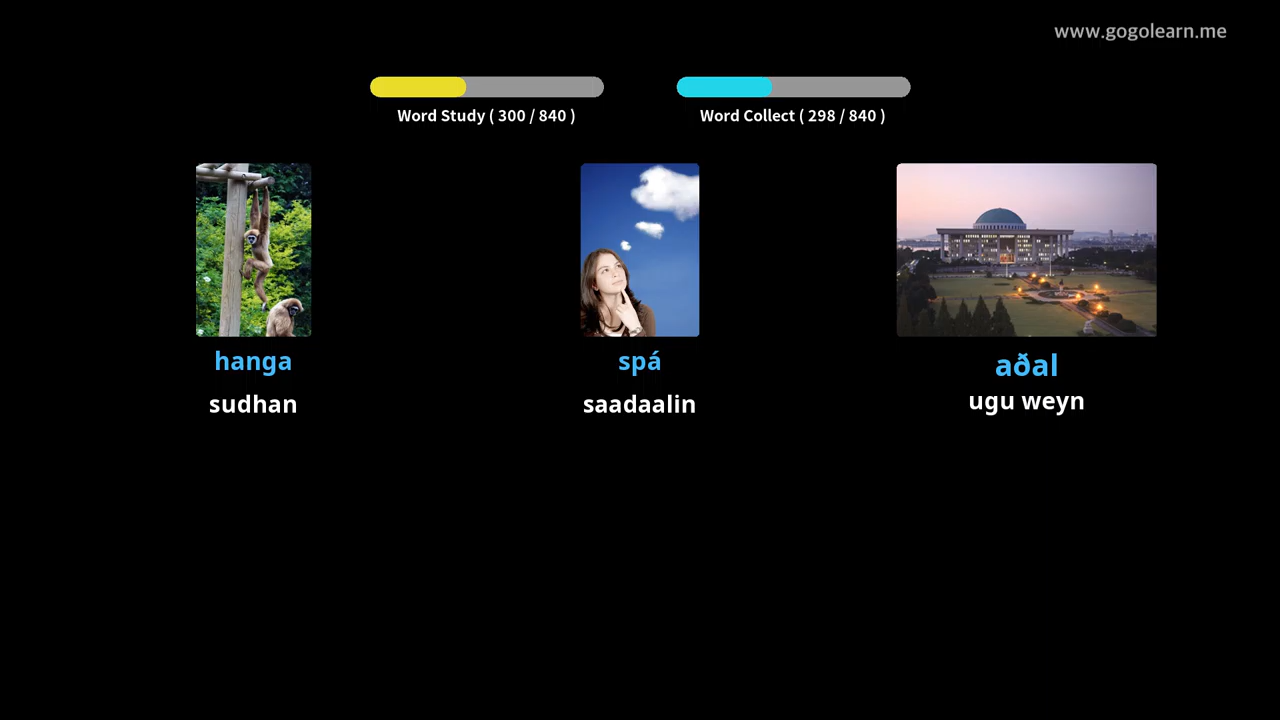 www.gogolearn.me
Word Study ( 300 / 840 )
Word Collect ( 298 / 840 )
hanga
sudhan
spá
saadaalin
aðal
ugu weyn